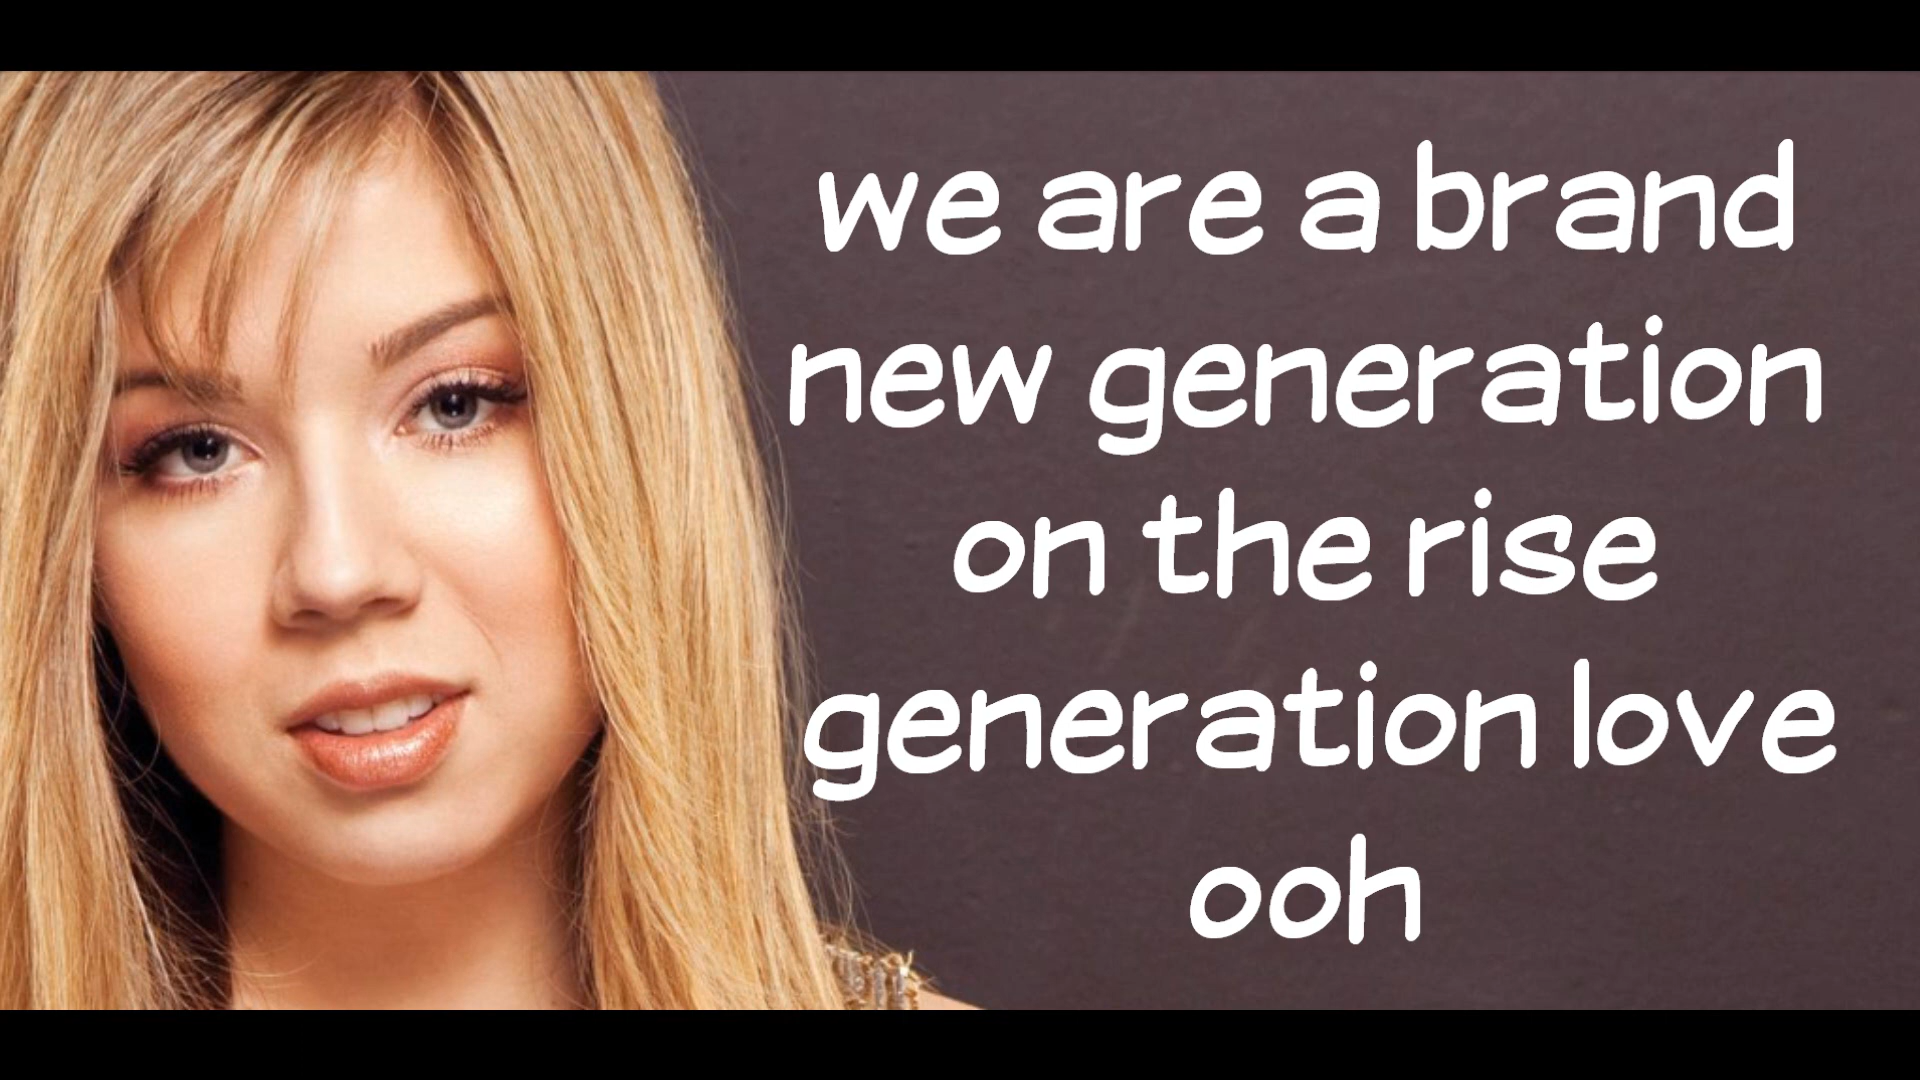 we are a brand
new generation
on the rise
generation love
ooh